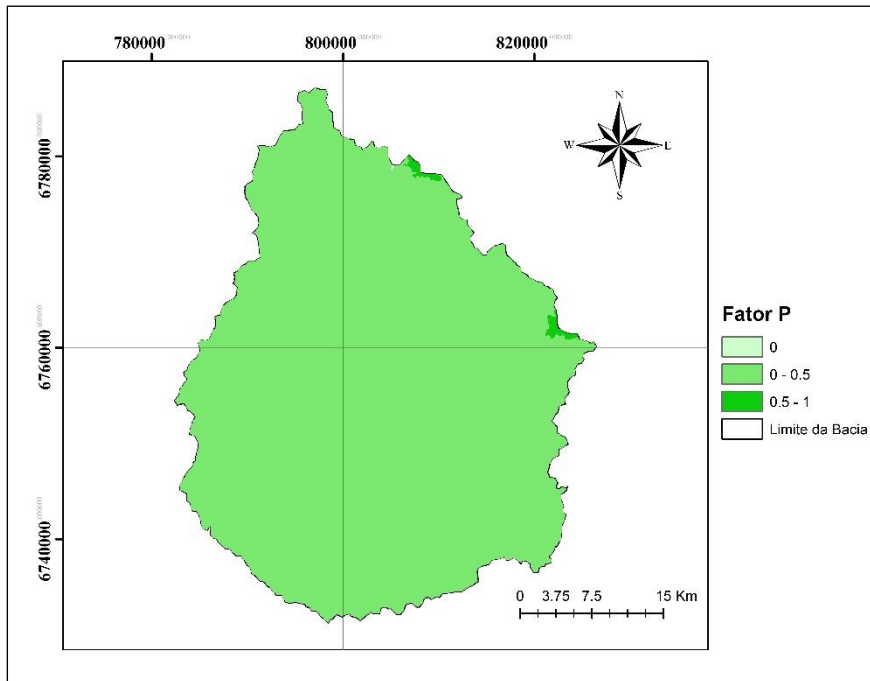 780000 800000 820000
N
W E
S
6780000
6760000
6740000
Fator P
0
0 - 0.5
0.5 - 1
Limite da Bacia
0 3.75 7.5 15 Km